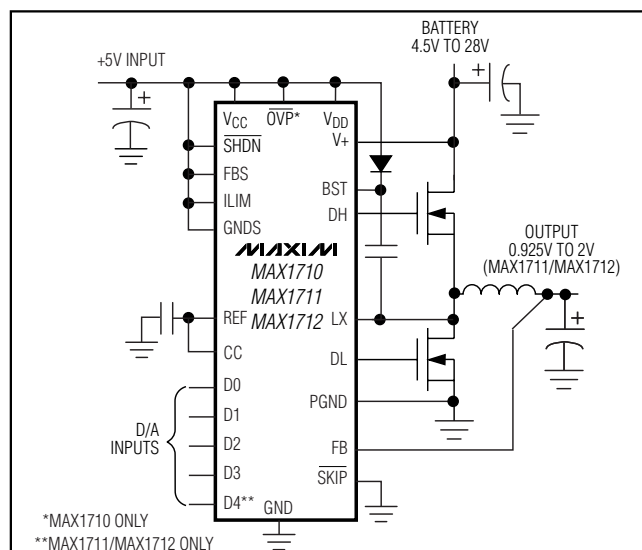 BATTERY
4.5V TO 28V
+5V INPUT
+
+
VCC
OVP*
VDD
V+
SHDN
FBS
BST
ILIM
DH
GNDS
OUTPUT
0.925V TO 2V
(MAX1711/MAX1712)
MAXIM
MAX1710
MAX1711
MAX1712
REF
LX
+
CC
DL
D0
PGND
D/A
INPUTS
D1
D2
FB
D3
SKIP
D4**
GND
*MAX1710 ONLY
**MAX1711/MAX1712 ONLY